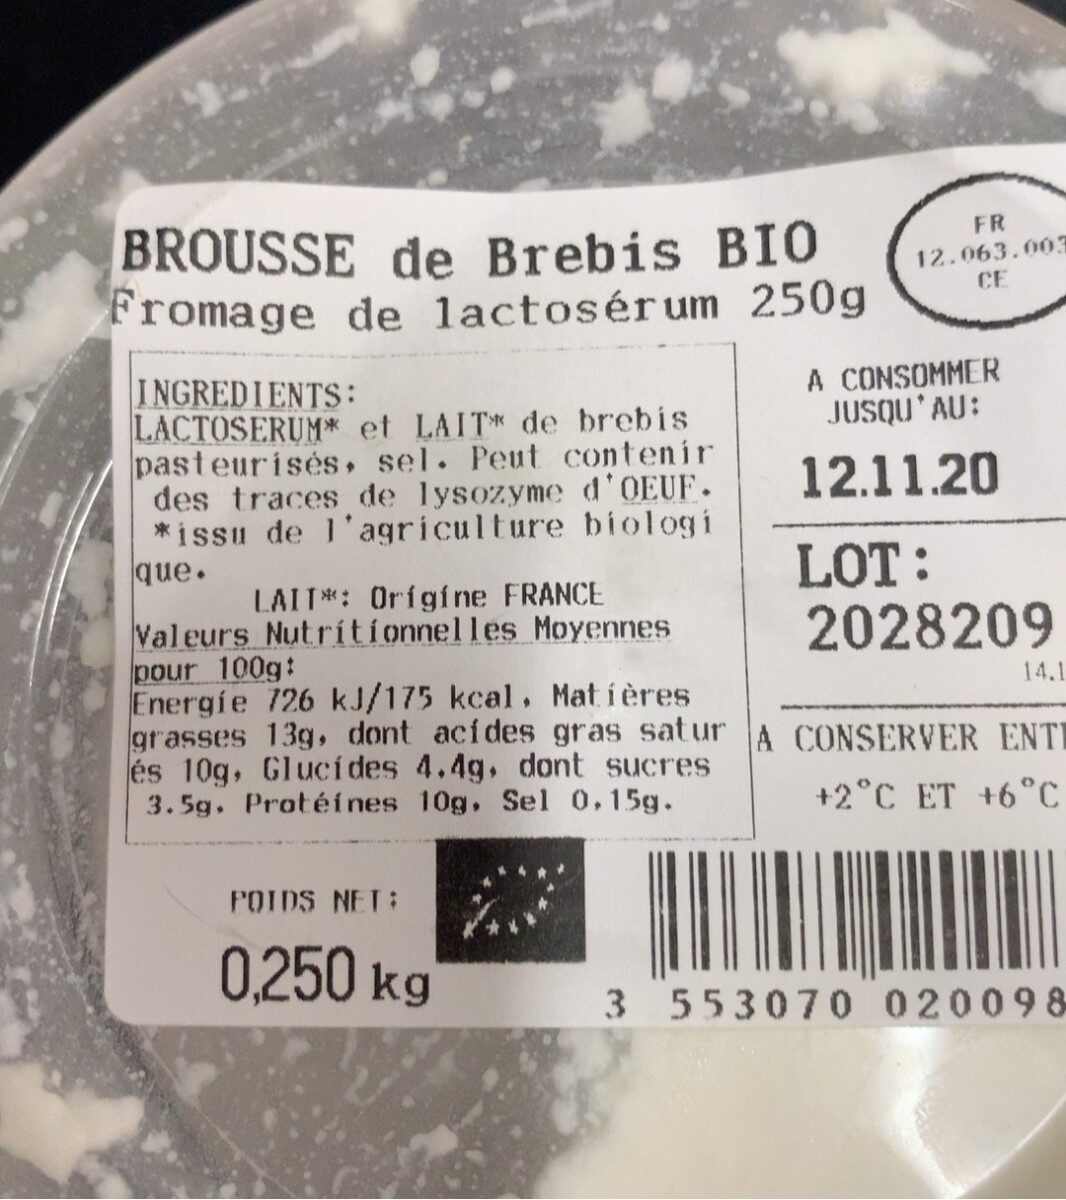 BROUSSE de Brebis BIO
Fromage de lactosérum 250g
FR
12.063.003
CE
INGREDIENTS:
LACTOSERUM* et LAIT* de brebis
pasteurisés, sel. Peut contenir
des traces de lysozyme d'OEUF.
*issu de l'agriculture biologi
que.
LAIT*: Origine FRANCE
Valeurs Nutritionnelles Moyennes
pour 100g:
Energie 726 kJ/175 kcal, Matières
grasses 13g, dont acides gras satur
és 10g, Glucides 4.4g, dont sucres
3.5g. Protéines 10g. Sel 0,15g.
A CONSOMMER
JUSQU'AU:
12.11.20
LOT:
2028209
14.1
A CONSERVER ENT
+2°C ET +6°C
POIDS NET:
0,250 kg
3 553070 020098